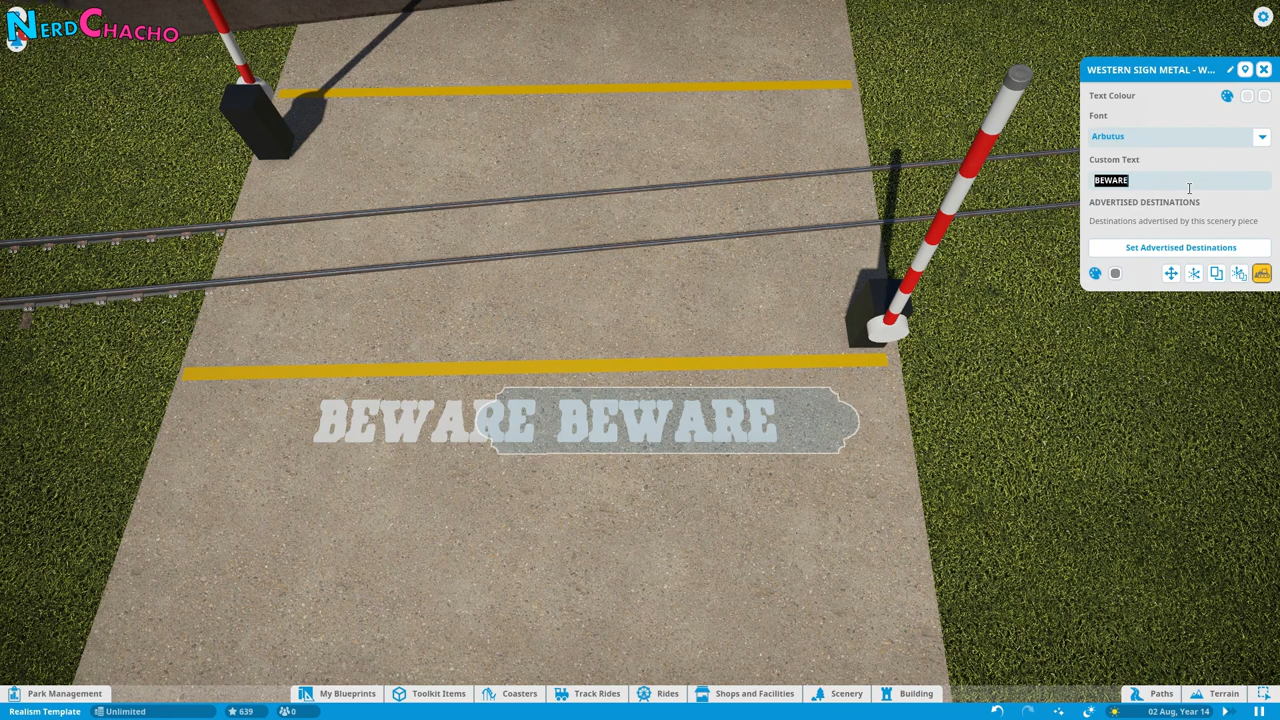 NERDCHACHO
WESTERN SIGN METAL - W...
Text Colour
Font
Arbutus
Custom Text
BEWARE
ADVERTISED DESTINATIONS
Destinations advertised by this scenery piece
Set Advertised Destinations
BEWARE BEWARE
Park Management
My Blueprints
Toolkit Items
Coasters
Track Rides
Rides
Shops and Facilities
Scenery
Building
Paths
Terrain
Realism Template
Unlimited
639
0
02 Aug, Year 14